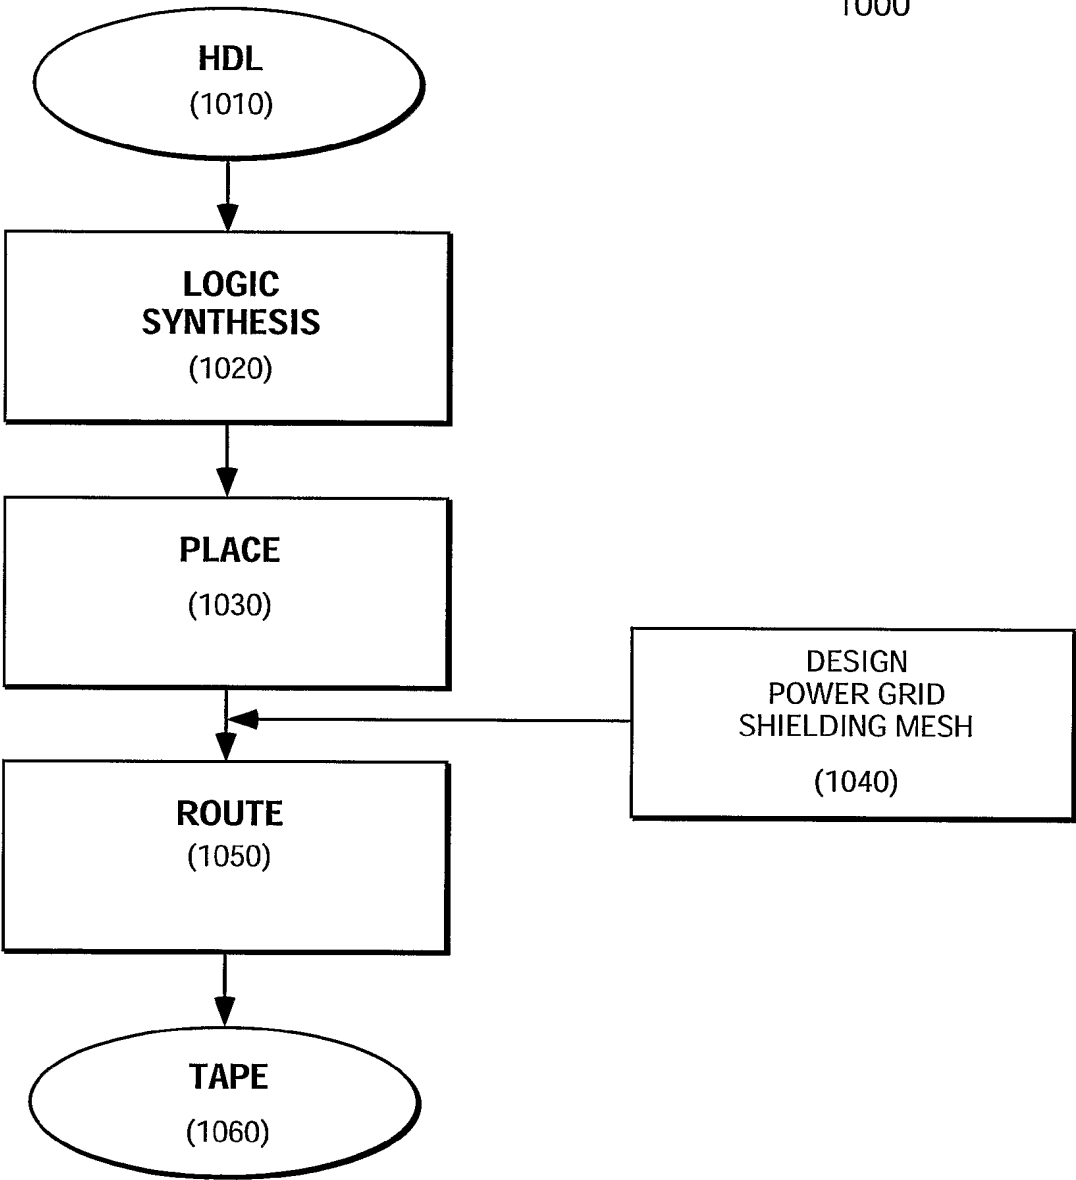 1000
HDL
(1010)
LOGIC
SYNTHESIS
(1020)
PLACE
(1030)
DESIGN
POWER GRID
SHIELDING MESH
(1040)
ROUTE
(1050)
TAPE
(1060)